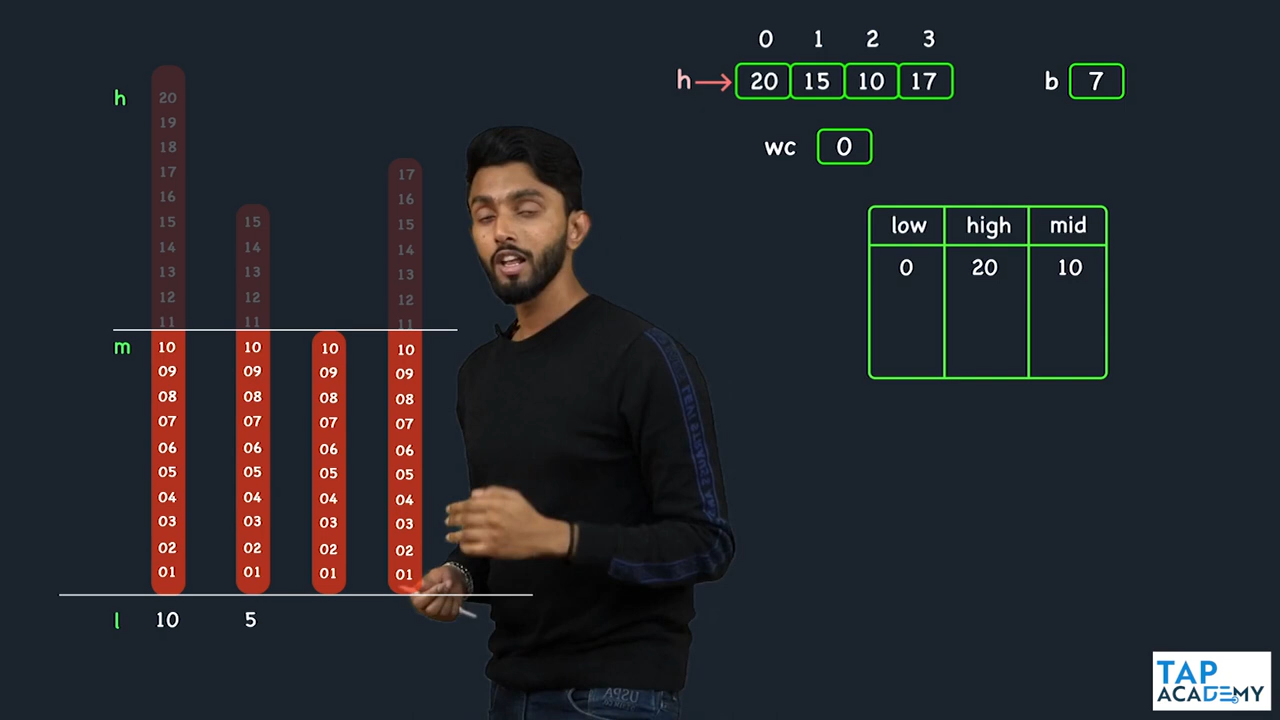 0 1 2 3
h 20 15 10 17
b 7
wc 0
low high mid
0 20 10
h
20
19
18
17 17
16 16
15 15 15
14 14 14
13 13 13
12 12 12
11 11 11
m 10 10 10 10
09 09 09 09
08 08 08 08
07 07 07 07
06 06 06 06
05 05 05 05
04 04 04 04
03 03 03 03
02 02 02 02
01 01 01 01
l 10 5
TAP
ACADEMY